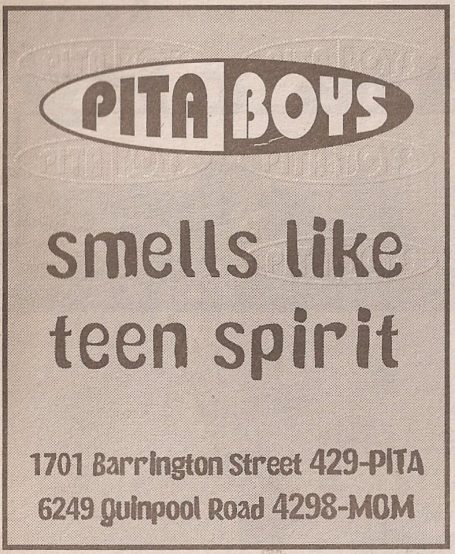 PITA BOYS
smells like
teen spirit
1701 Barrington Street 429-PITA
6249 Quinpool Road 4298-MOM